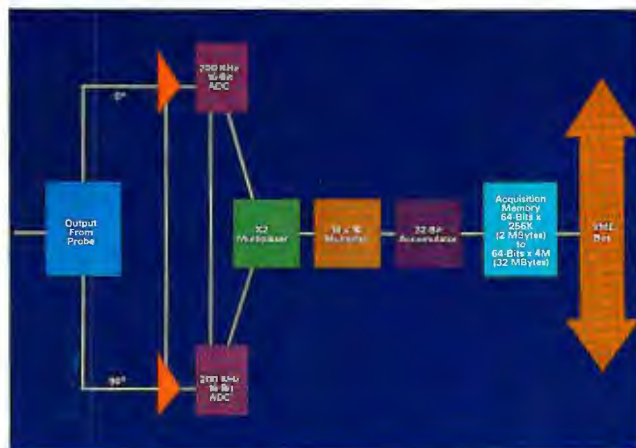 0°
200 KHz
16-Bit
ADC
Output
From
Probe
X2
Multiplexer
16 x 16
Multiplier
32-Bit
Accumulator
Acquisition
Memory
64-Bits x
256K
(2 MBytes)
to
64-Bits x 4M
(32 MBytes)
VME
Bus
90°
200 KHz
16-Bit
ADC